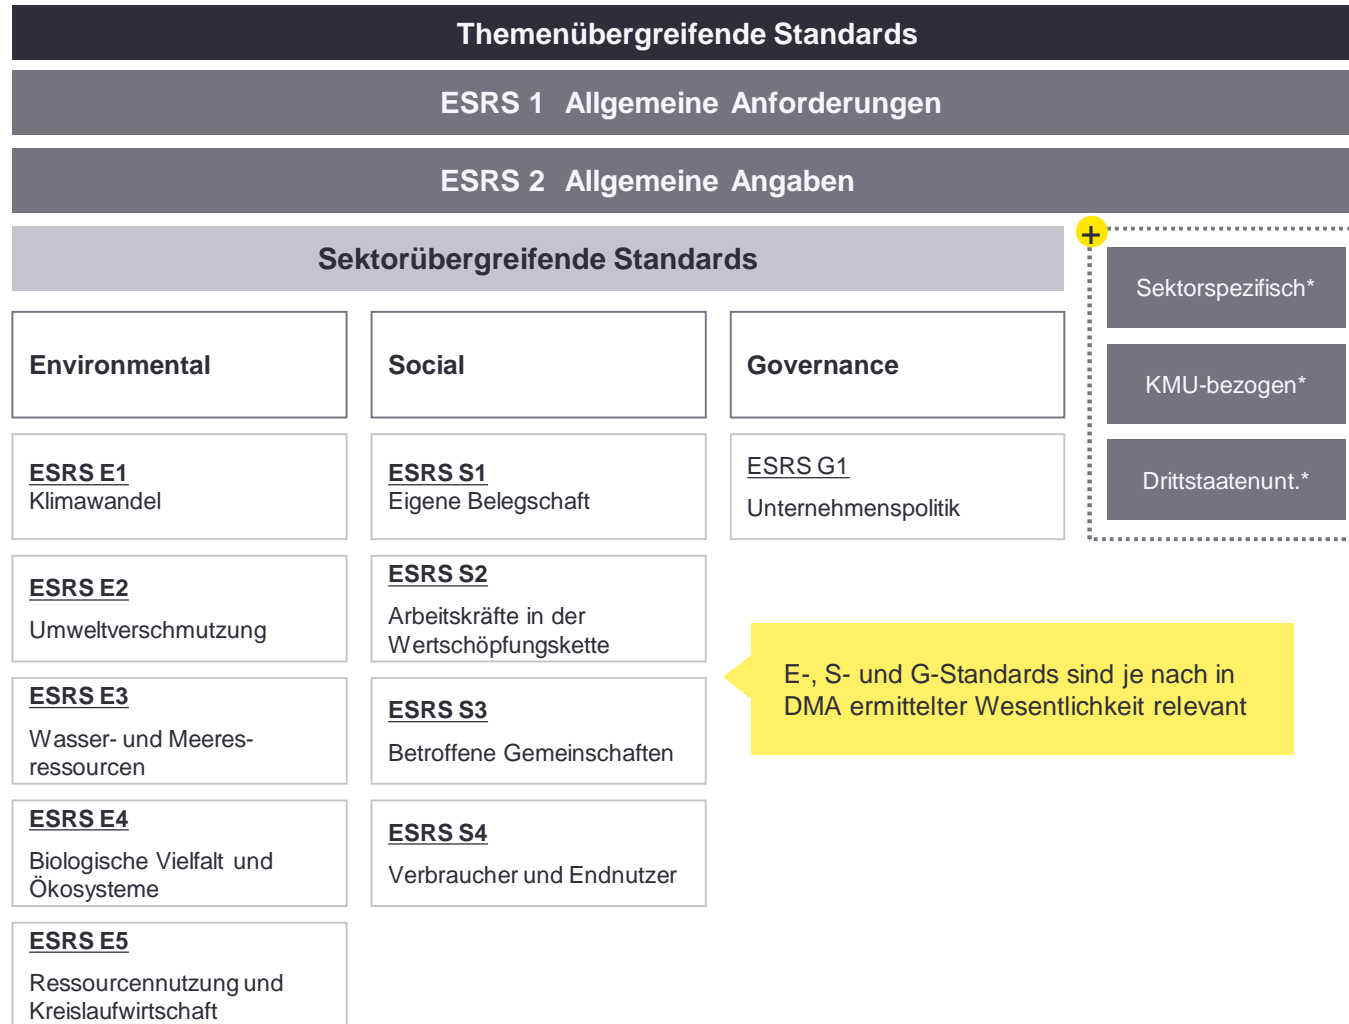 Themenübergreifende Standards
ESRS 1 Allgemeine Anforderungen
ESRS 2 Allgemeine Angaben
Sektorübergreifende Standards
+
Sektorspezifisch*
KMU-bezogen*
Drittstaatenunt.*
Environmental
ESRS E1
Klimawandel
ESRS E2
Umweltverschmutzung
ESRS E3
Wasser- und Meeres-
ressourcen
ESRS E4
Biologische Vielfalt und
Ökosysteme
ESRS E5
Ressourcennutzung und
Kreislaufwirtschaft
Social
ESRS S1
Eigene Belegschaft
ESRS S2
Arbeitskräfte in der
Wertschöpfungskette
ESRS S3
Betroffene Gemeinschaften
ESRS S4
Verbraucher und Endnutzer
Governance
ESRS G1
Unternehmenspolitik
E-, S- und G-Standards sind je nach in
DMA ermittelter Wesentlichkeit relevant